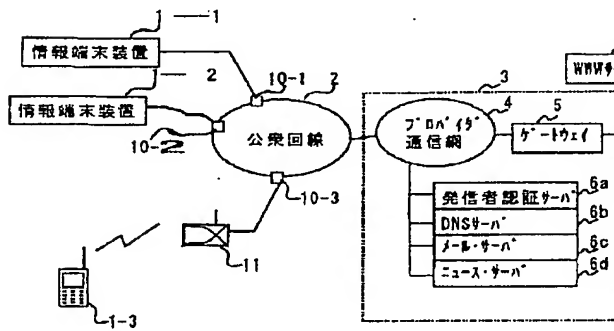 1—1
情報端末装置
1—2
情報端末装置
10-1
10-2
2
公衆回線
10-3
11
1-3
3
4
ﾌﾟﾛﾊﾞｲﾀﾞ
通信網
5
ｹﾞｰﾄｳｪｲ
WWWｻ
6a
発信者認証ｻｰﾊﾞ
6b
DNSｻｰﾊﾞ
6c
ﾒｰﾙ・ｻｰﾊﾞ
6d
ﾆｭｰｽ・ｻｰﾊﾞ